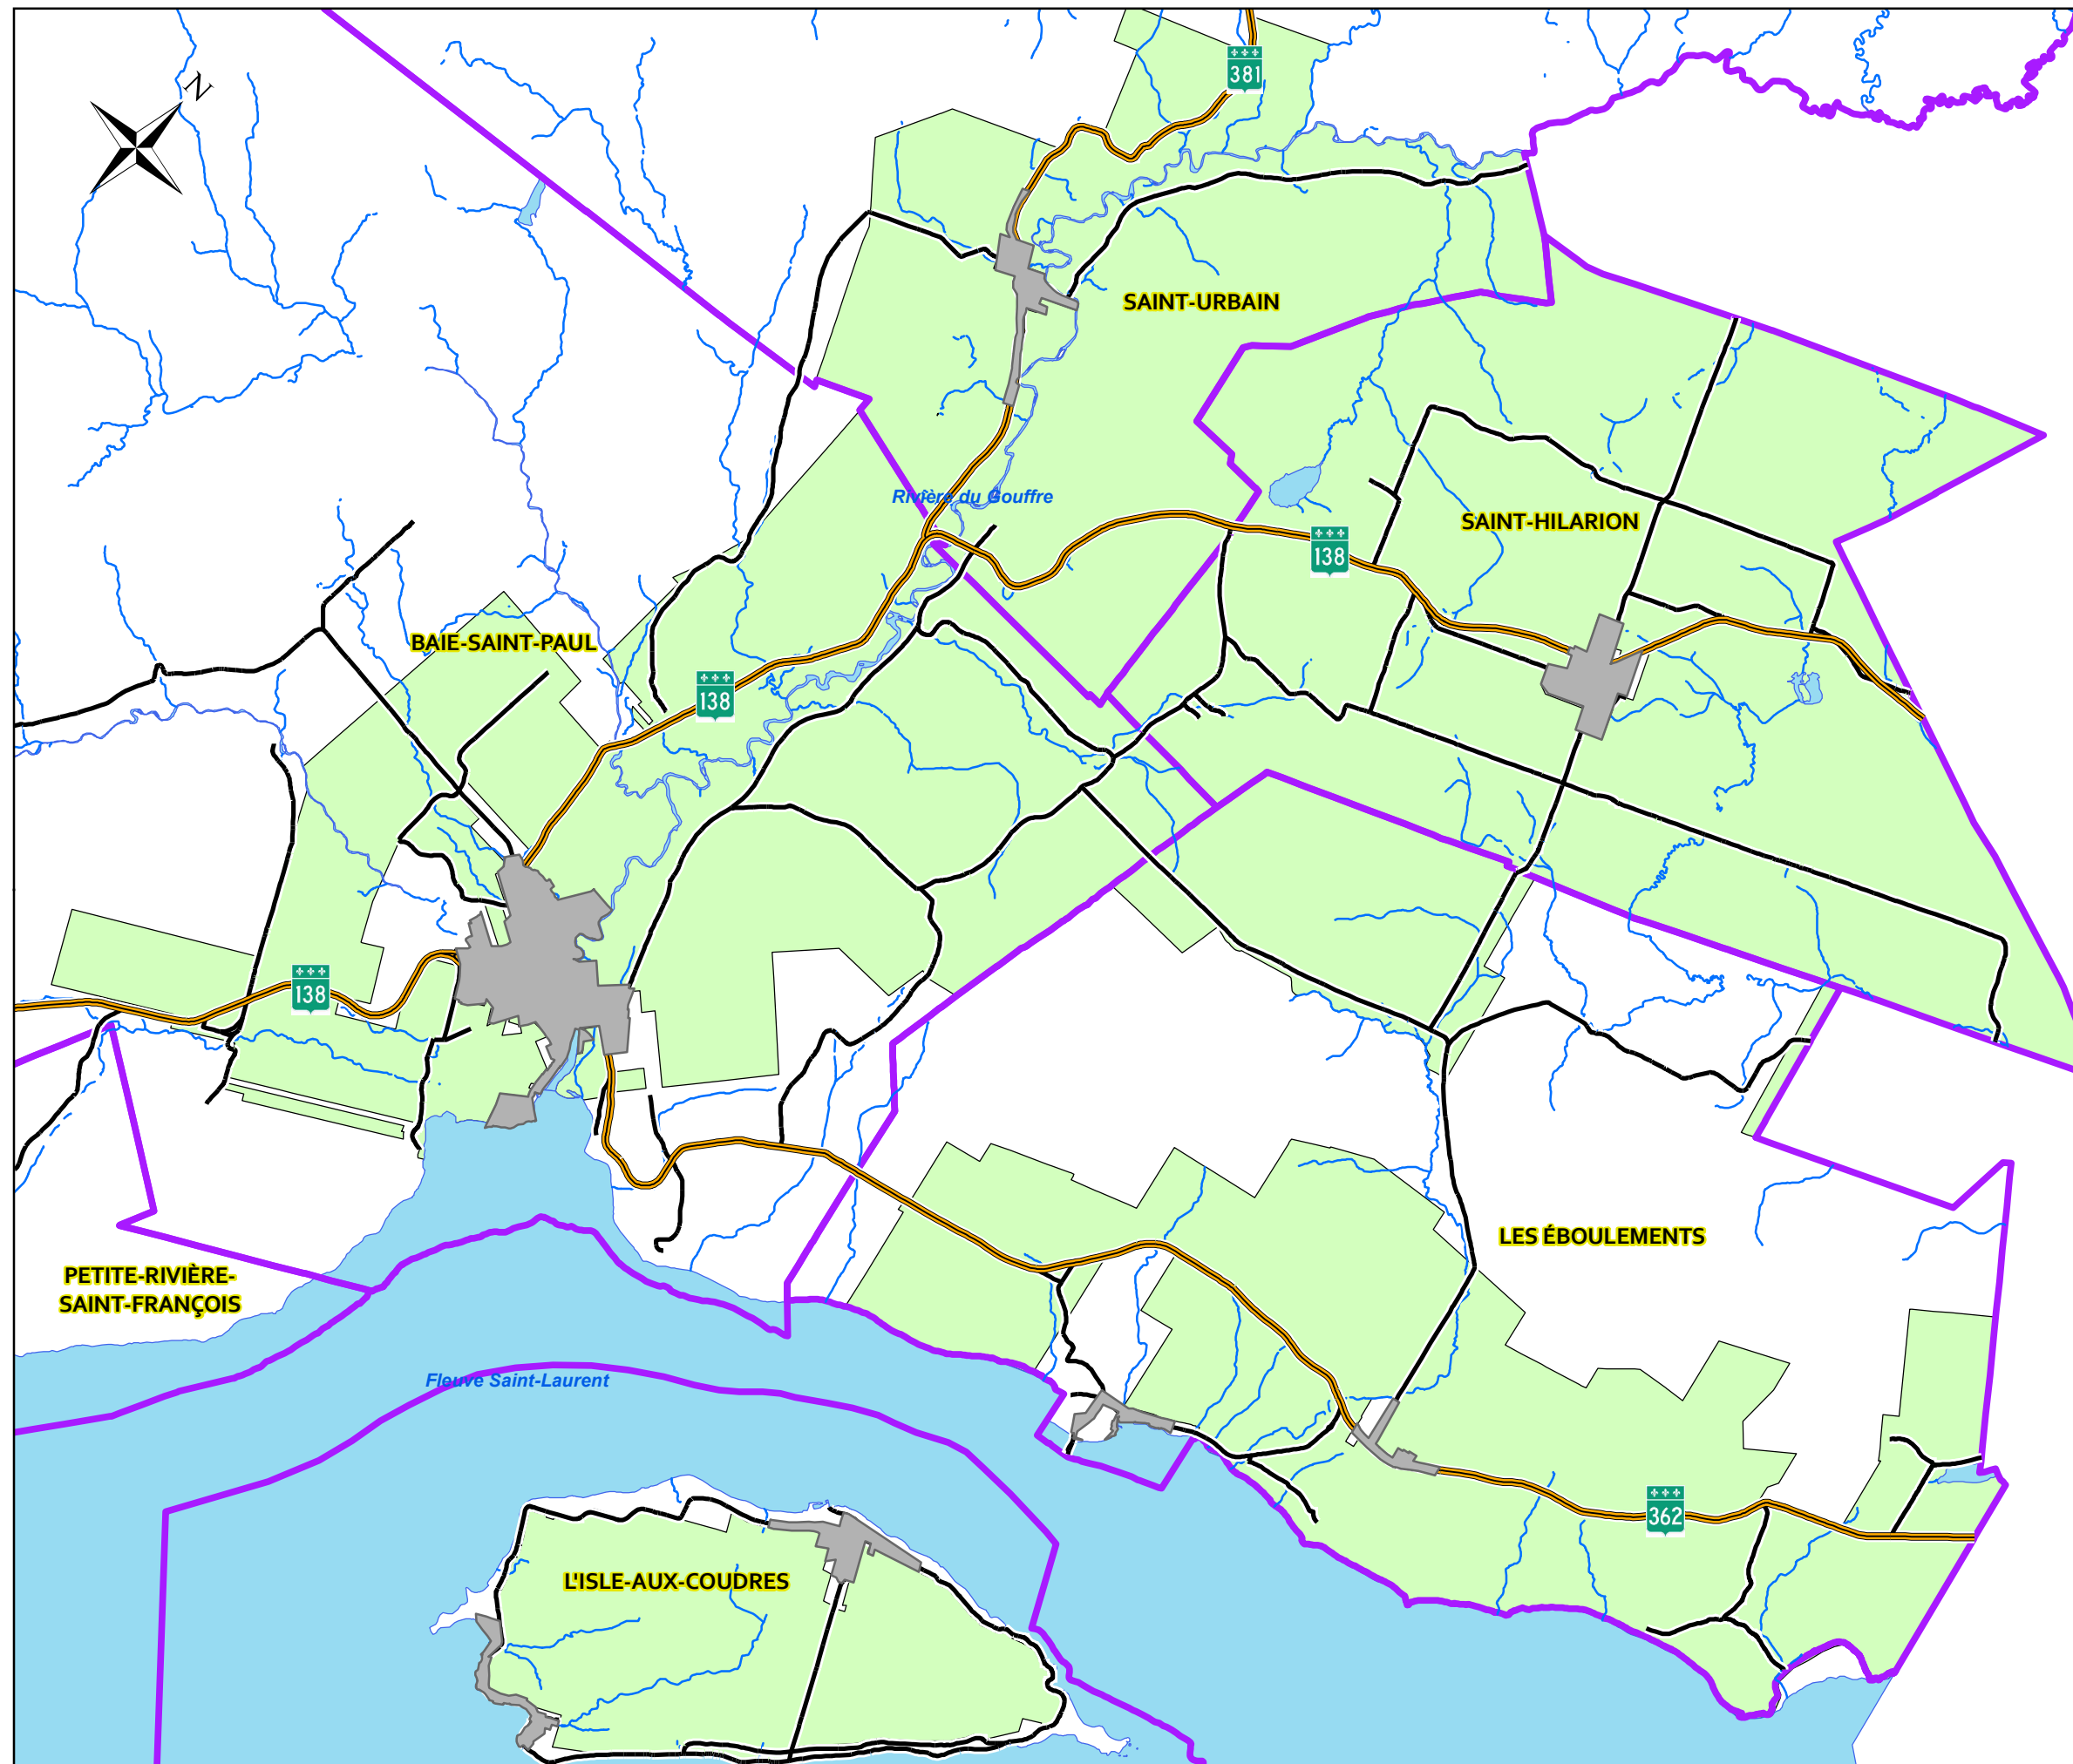 381
N
SAINT-URBAIN
Rivière du Gouffre
SAINT-HILARION
138
BAIE-SAINT-PAUL
138
138
LES ÉBOULEMENTS
PETITE-RIVIÈRE-
SAINT-FRANÇOIS
Fleuve Saint-Laurent
362
L'ISLE-AUX-COUDRES